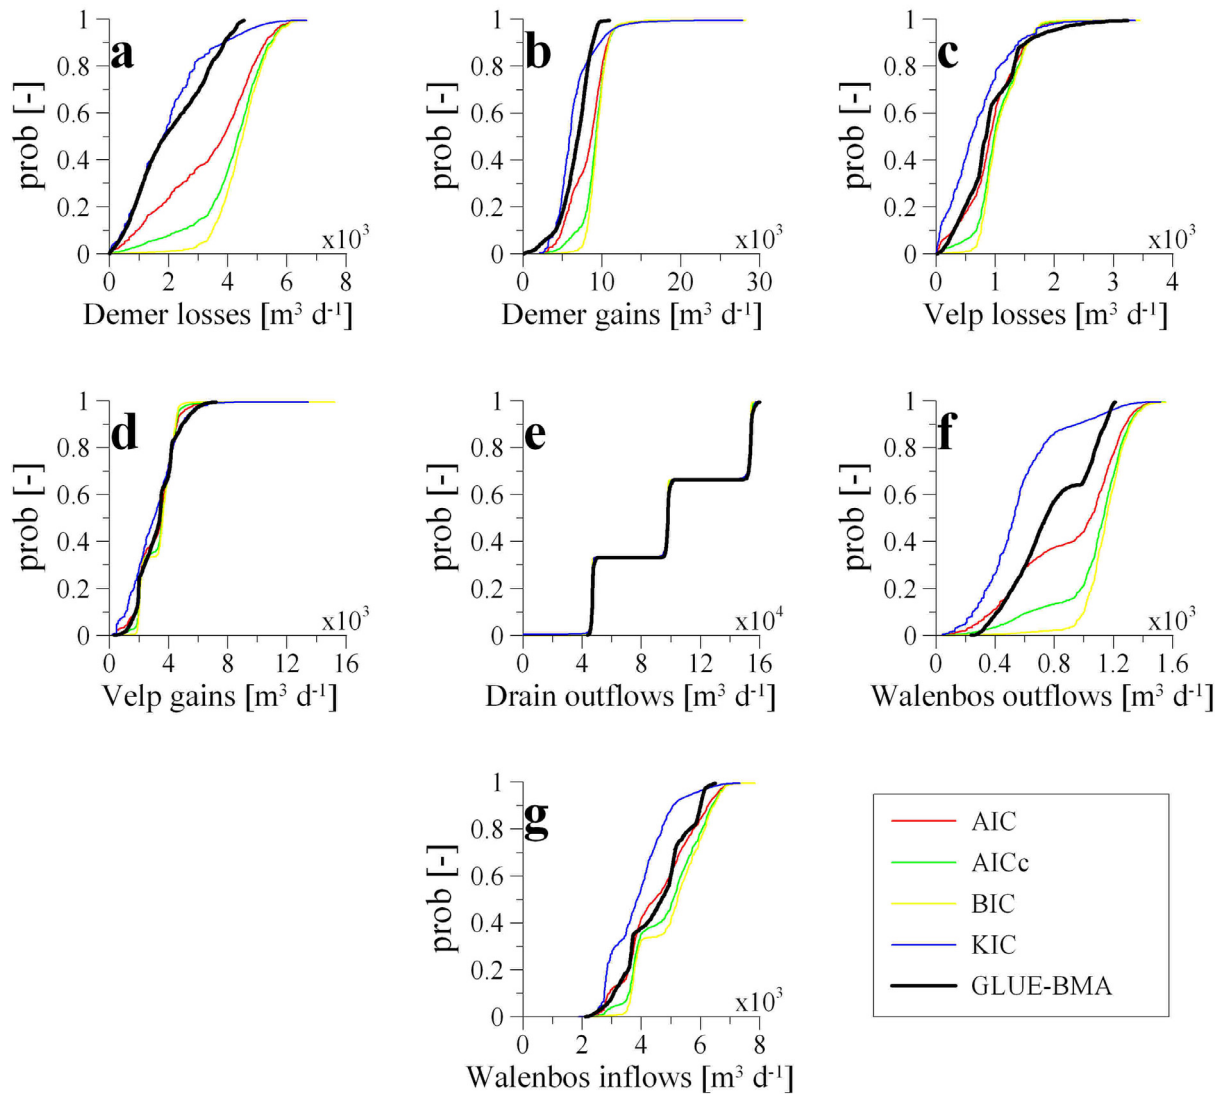 a
prob [-]
1
0.8
0.6
0.4
0.2
0
x10³
0 2 4 6 8
Demer losses [m³ d⁻¹]
b
prob [-]
1
0.8
0.6
0.4
0.2
0
0 10 20 30
Demer gains [m³ d⁻¹]
c
prob [-]
1
0.8
0.6
0.4
0.2
0
x10³
0 1 2 3 4
Velp losses [m³ d⁻¹]
d
prob [-]
1
0.8
0.6
0.4
0.2
0
x10³
0 4 8 12 16
Velp gains [m³ d⁻¹]
e
prob [-]
1
0.8
0.6
0.4
0.2
0
x10⁴
0 4 8 12 16
Drain outflows [m³ d⁻¹]
f
prob [-]
1
0.8
0.6
0.4
0.2
0
x10³
0 0.4 0.8 1.2 1.6
Walenbos outflows [m³ d⁻¹]
g
prob [-]
1
0.8
0.6
0.4
0.2
0
x10³
0 2 4 6 8
Walenbos inflows [m³ d⁻¹]
AIC
AICc
BIC
KIC
GLUE-BMA